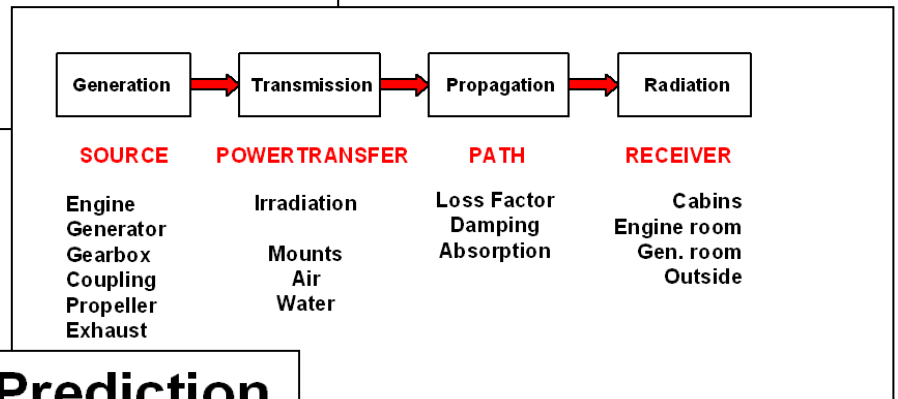 Generation
Transmission
Propagation
Radiation
SOURCE
POWERTRANSFER
PATH
RECEIVER
Engine
Generator
Gearbox
Coupling
Propeller
Exhaust
Irradiation
Mounts
Air
Water
Loss Factor
Damping
Absorption
Cabins
Engine room
Gen. room
Outside
Prediction